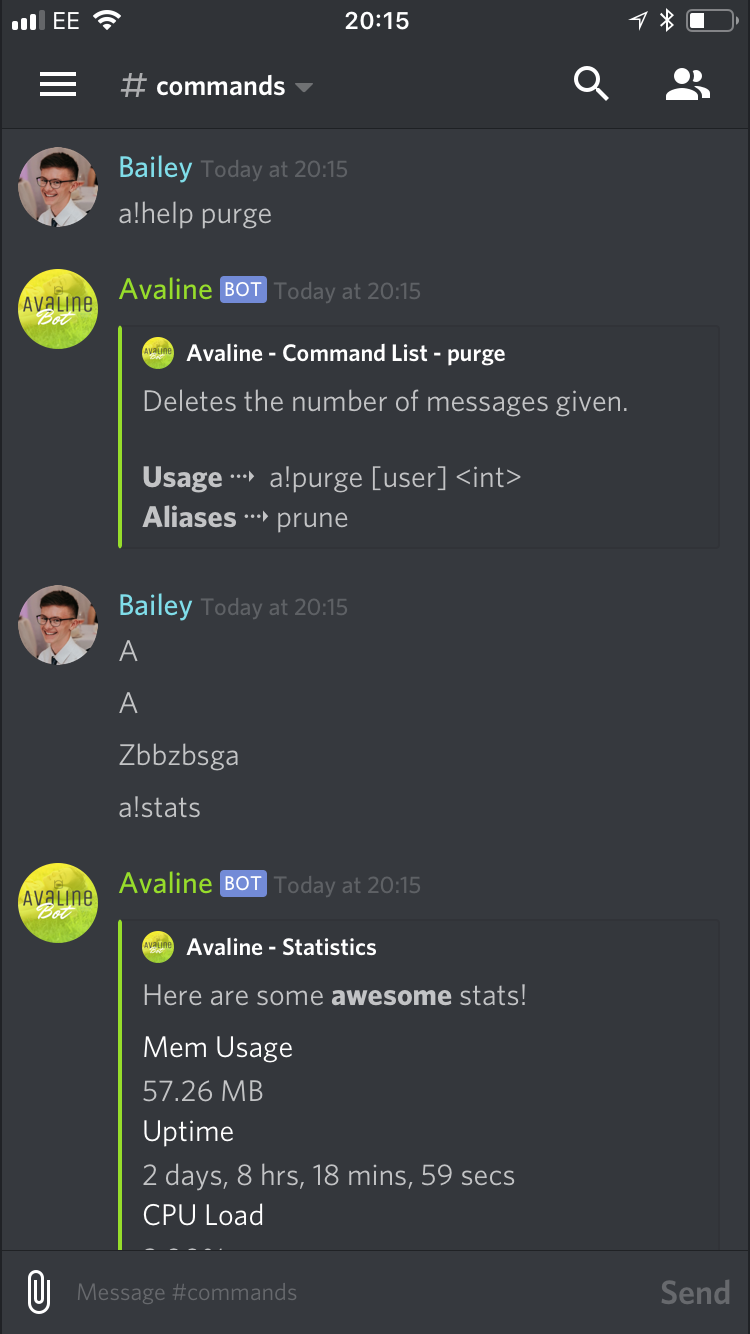 EE 20:15
# commands
Bailey Today at 20:15
a!help purge
Avaline BOT Today at 20:15
AVALINE
Bot
Avaline - Command List - purge
Deletes the number of messages given.
Usage ⤑ a!purge [user] <int>
Aliases ⤑ prune
Bailey Today at 20:15
A
A
Zbbzbsga
a!stats
Avaline BOT Today at 20:15
AVALINE
Bot
Avaline - Statistics
Here are some awesome stats!
Mem Usage
57.26 MB
Uptime
2 days, 8 hrs, 18 mins, 59 secs
CPU Load
Message #commands Send